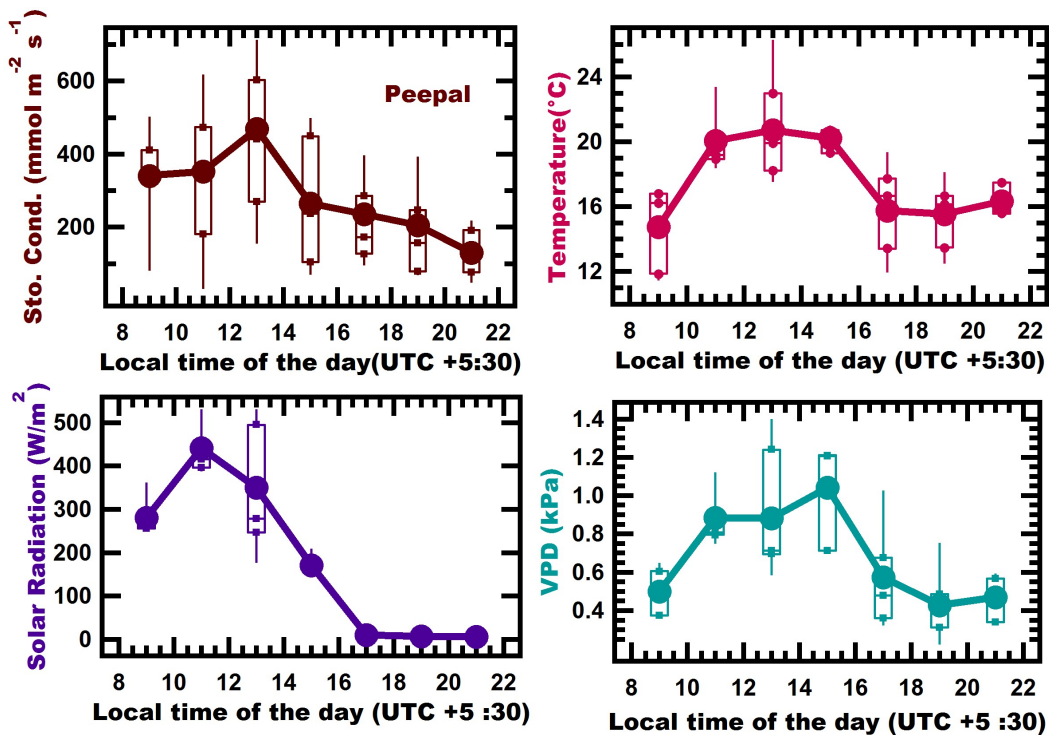 Sto. Cond. (mmol m⁻² s⁻¹)
600
400
200
Peepal
8 10 12 14 16 18 20 22
Local time of the day(UTC +5:30)
Temperature(°C)
24
20
16
12
8 10 12 14 16 18 20 22
Local time of the day (UTC +5:30)
Solar Radiation (W/m²)
500
400
300
200
100
0
8 10 12 14 16 18 20 22
Local time of the day (UTC +5 :30)
VPD (kPa)
1.4
1.2
1.0
0.8
0.6
0.4
8 10 12 14 16 18 20 22
Local time of the day (UTC +5 :30)